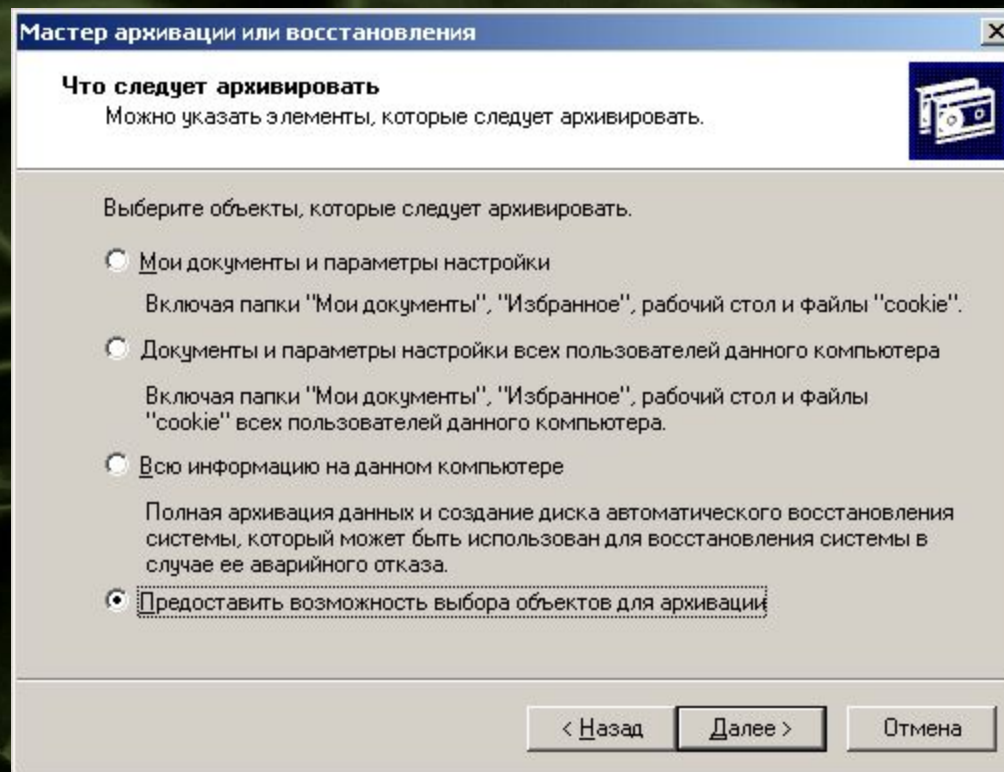 Мастер архивации или восстановления
Что следует архивировать
Можно указать элементы, которые следует архивировать.
Выберите объекты, которые следует архивировать.
Мои документы и параметры настройки
Включая папки "Мои документы", "Избранное", рабочий стол и файлы "cookie".
Документы и параметры настройки всех пользователей данного компьютера
Включая папки "Мои документы", "Избранное", рабочий стол и файлы
"cookie" всех пользователей данного компьютера.
Всю информацию на данном компьютере
Полная архивация данных и создание диска автоматического восстановления
системы, который может быть использован для восстановления системы в
случае ее аварийного отказа.
Предоставить возможность выбора объектов для архивации
< Назад Далее > Отмена